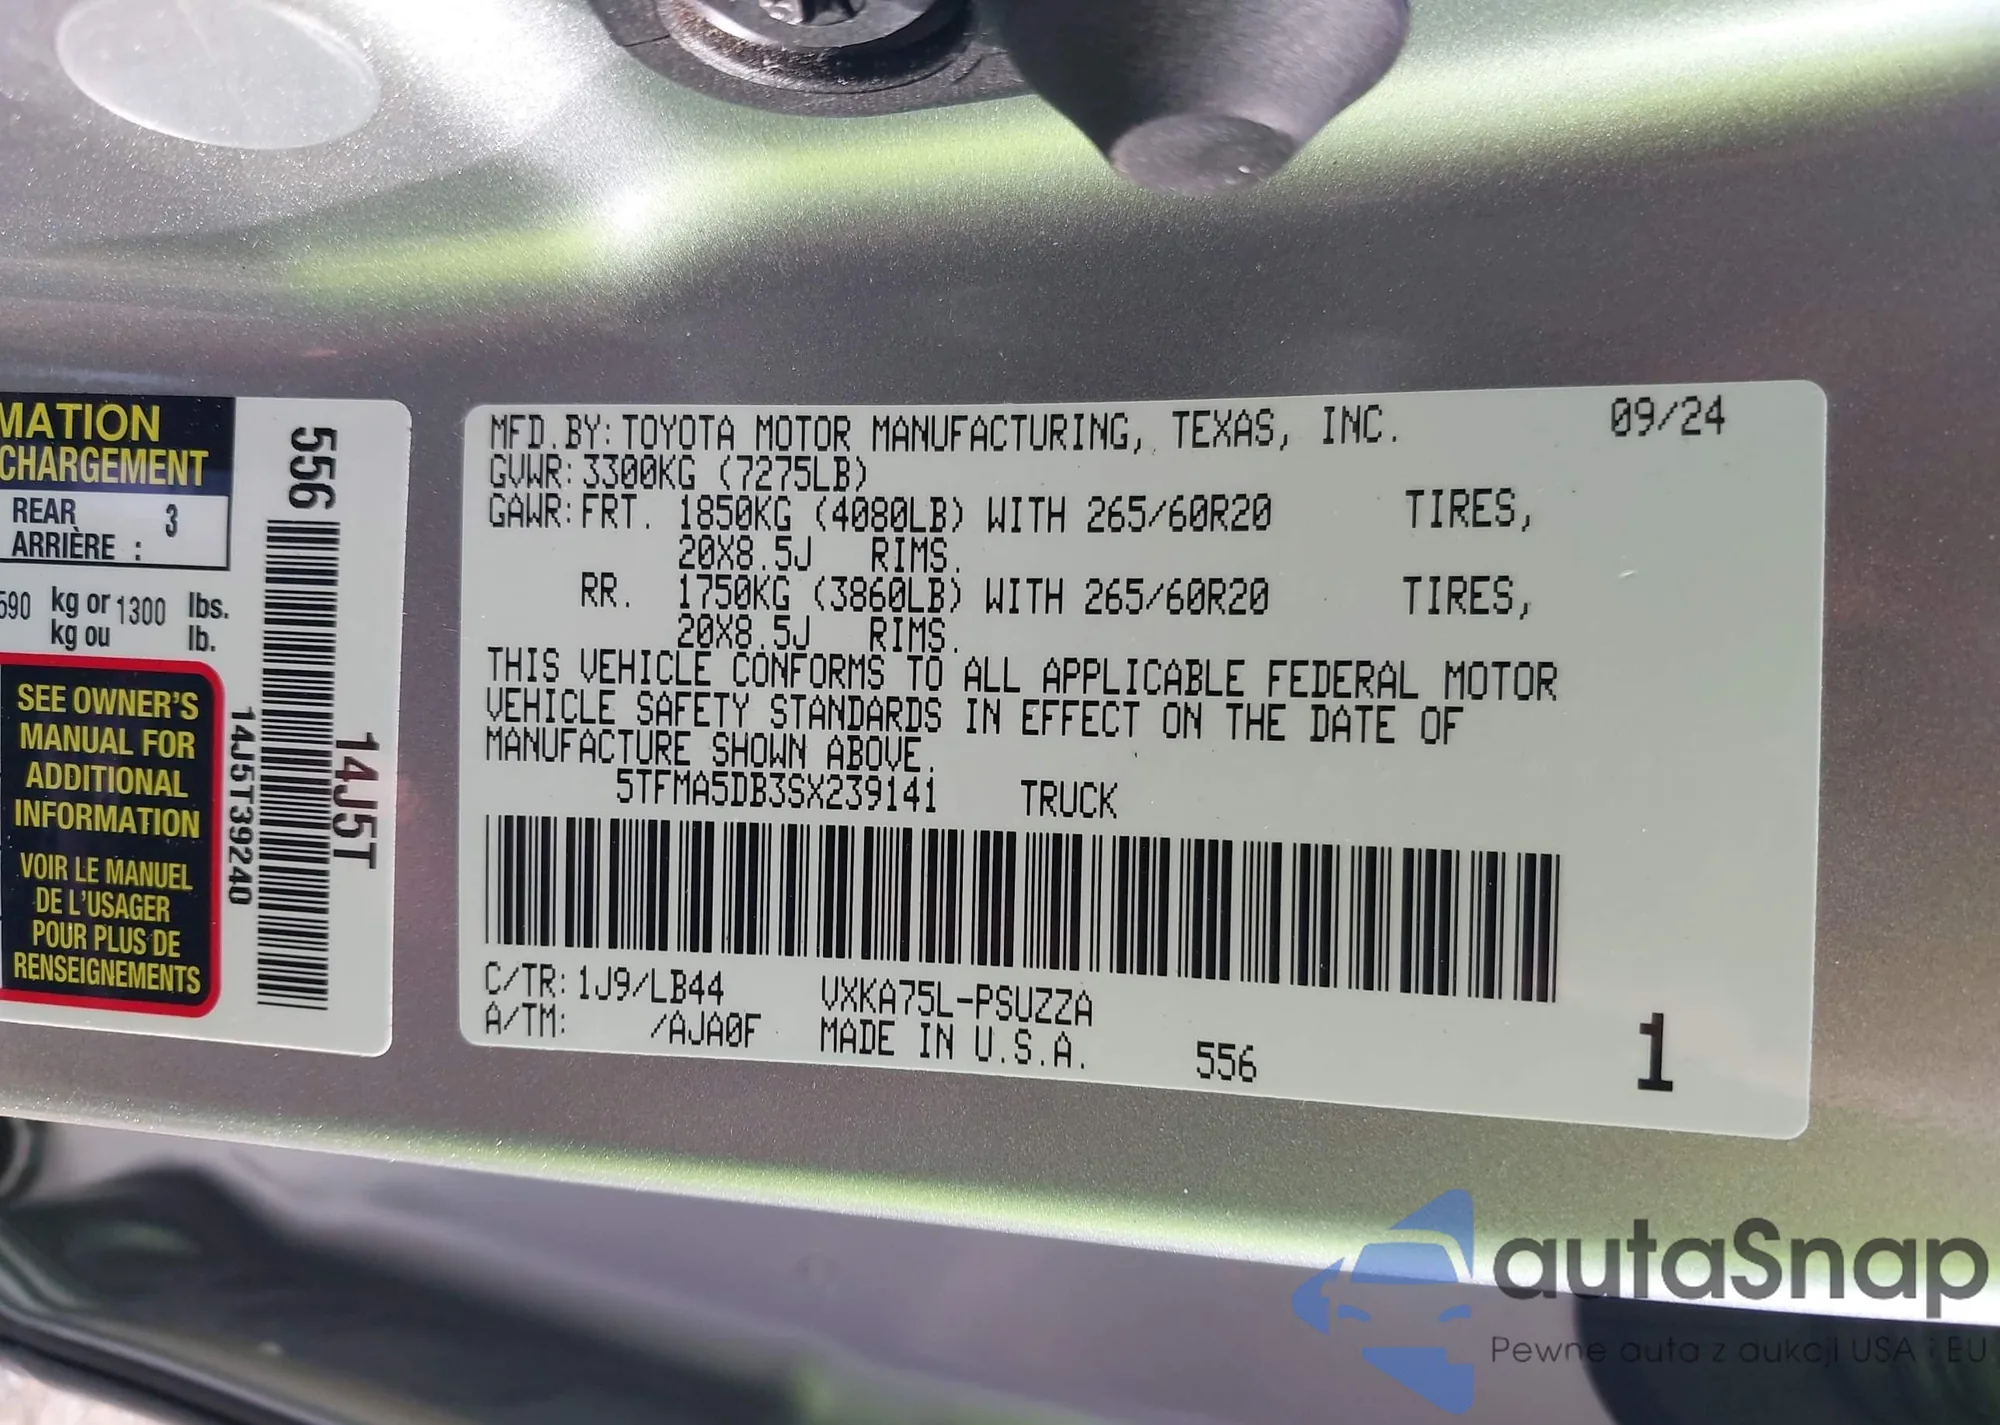 MATION
CHARGEMENT
REAR
ARRIÈRE : 3
590 kg or 1300 lbs.
kg ou lb.
SEE OWNER'S
MANUAL FOR
ADDITIONAL
INFORMATION
VOIR LE MANUEL
DE L'USAGER
POUR PLUS DE
RENSEIGNEMENTS
14J5T39240
556
14J5T
MFD.BY: TOYOTA MOTOR MANUFACTURING, TEXAS, INC. 09/24
GVWR: 3300KG (7275LB)
GAWR: FRT. 1850KG (4080LB) WITH 265/60R20 TIRES,
20X8.5J RIMS.
RR. 1750KG (3860LB) WITH 265/60R20 TIRES,
20X8.5J RIMS.
THIS VEHICLE CONFORMS TO ALL APPLICABLE FEDERAL MOTOR
VEHICLE SAFETY STANDARDS IN EFFECT ON THE DATE OF
MANUFACTURE SHOWN ABOVE.
5TFMA5DB3SX239141 TRUCK
C/TR: 1J9/LB44 VXKA75L-PSUZZA
A/TM: /AJA0F MADE IN U.S.A. 556 1
autaSnap
Pewne auta z aukcji USA i EU